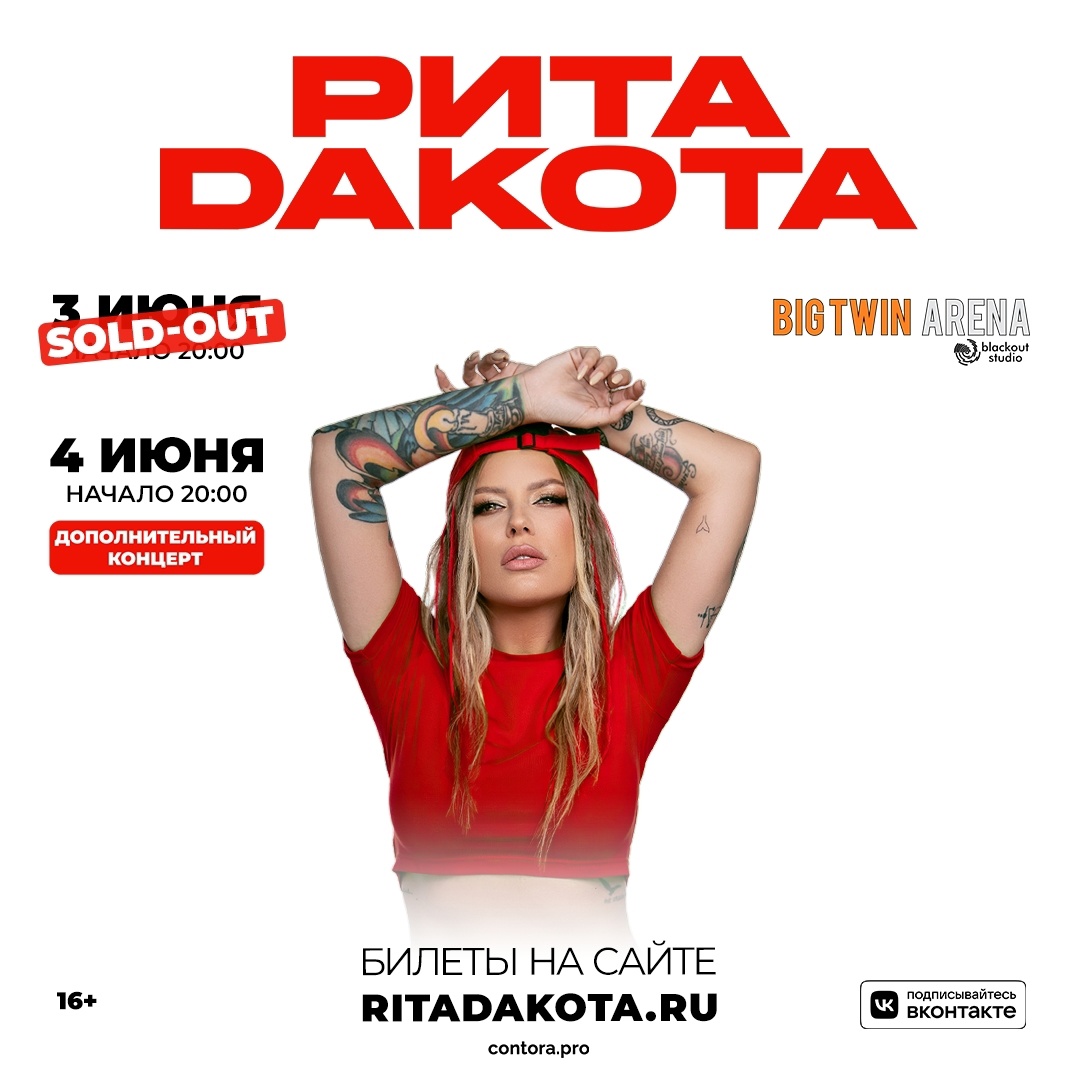 РИТА
DАКОТА
3 ИЮНЯ
SOLD-OUT
НАЧАЛО 20:00
4 ИЮНЯ
НАЧАЛО 20:00
ДОПОЛНИТЕЛЬНЫЙ
КОНЦЕРТ
BIG TWIN ARENA
blackout
studio
БИЛЕТЫ НА САЙТЕ
RITADAKOTA.RU
contora.pro
16+
подписывайтесь
вконтакте